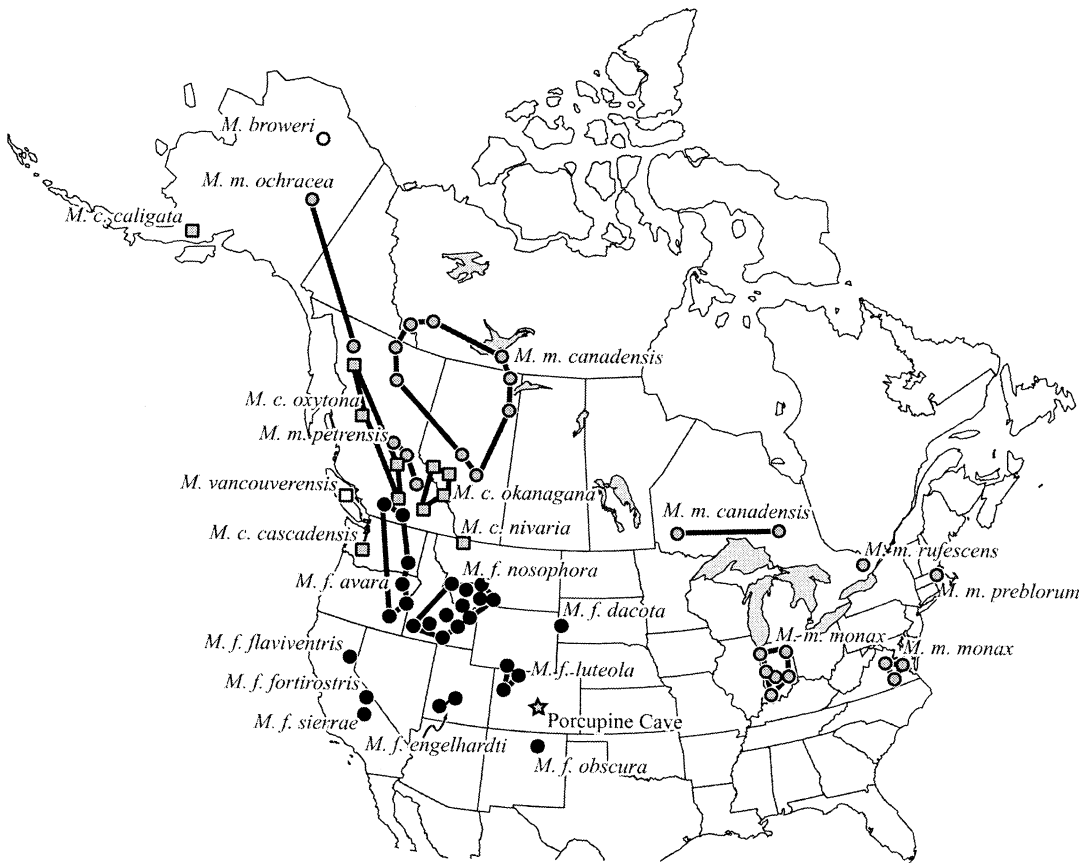 M. broweri
M. m. ochracea
M. c. caligata
M. m. canadensis
M. c. oxytona
M. m. petrensis
M. vancouverensis
M. c. okanagana
M. m. canadensis
M. c. nivaria
M. c. cascadensis
M. m. rufescens
M. f. nosophora
M. f. avara
M. m. preblorum
M. f. dacota
M. m. monax
M. m. monax
M. f. flaviventris
M. f. luteola
M. f. fortirostris
M. f. sierrae
Porcupine Cave
M. f. engelhardti
M. f. obscura